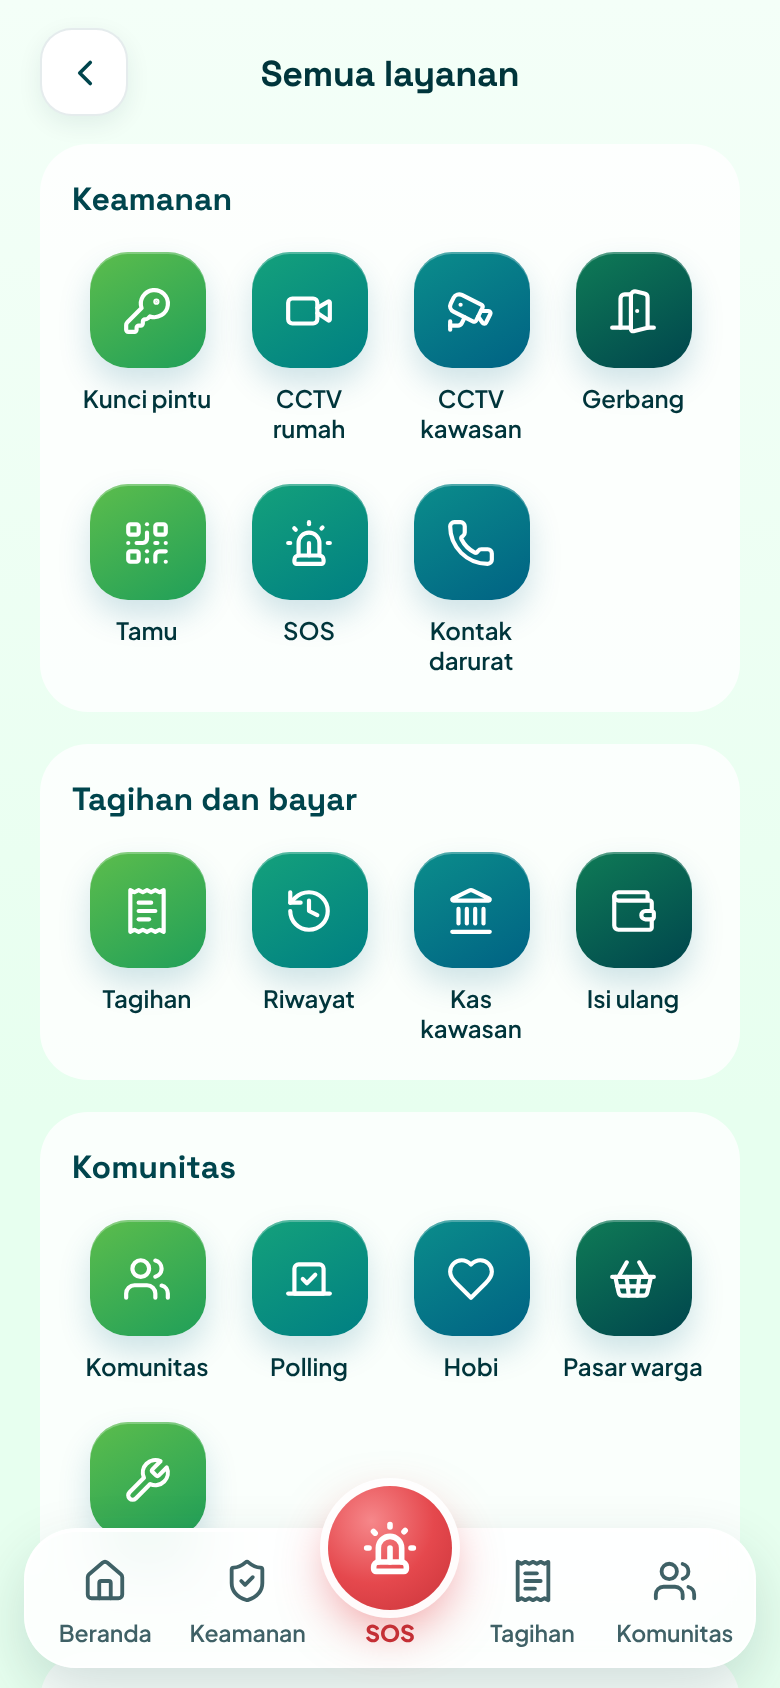 Semua layanan
Keamanan
Kunci pintu
CCTV
rumah
CCTV
kawasan
Gerbang
Tamu
SOS
Kontak
darurat
Tagihan dan bayar
Tagihan
Riwayat
Kas
kawasan
Isi ulang
Komunitas
Komunitas
Polling
Hobi
Pasar warga
Beranda
Keamanan
SOS
Tagihan
Komunitas